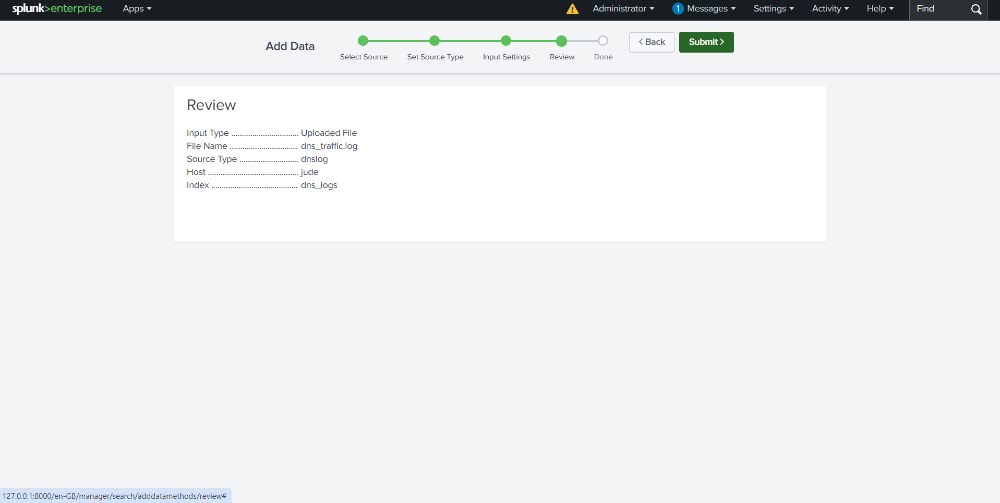 splunk>enterprise Apps Administrator 1 Messages Settings Activity Help Find
Add Data
Select Source Set Source Type Input Settings Review Done
< Back Submit >
Review
Input Type ................................ Uploaded File
File Name ................................ dns_traffic.log
Source Type ............................ dnslog
Host ........................................... jude
Index ......................................... dns_logs
127.0.0.1:8000/en-GB/manager/search/adddatamethods/review#